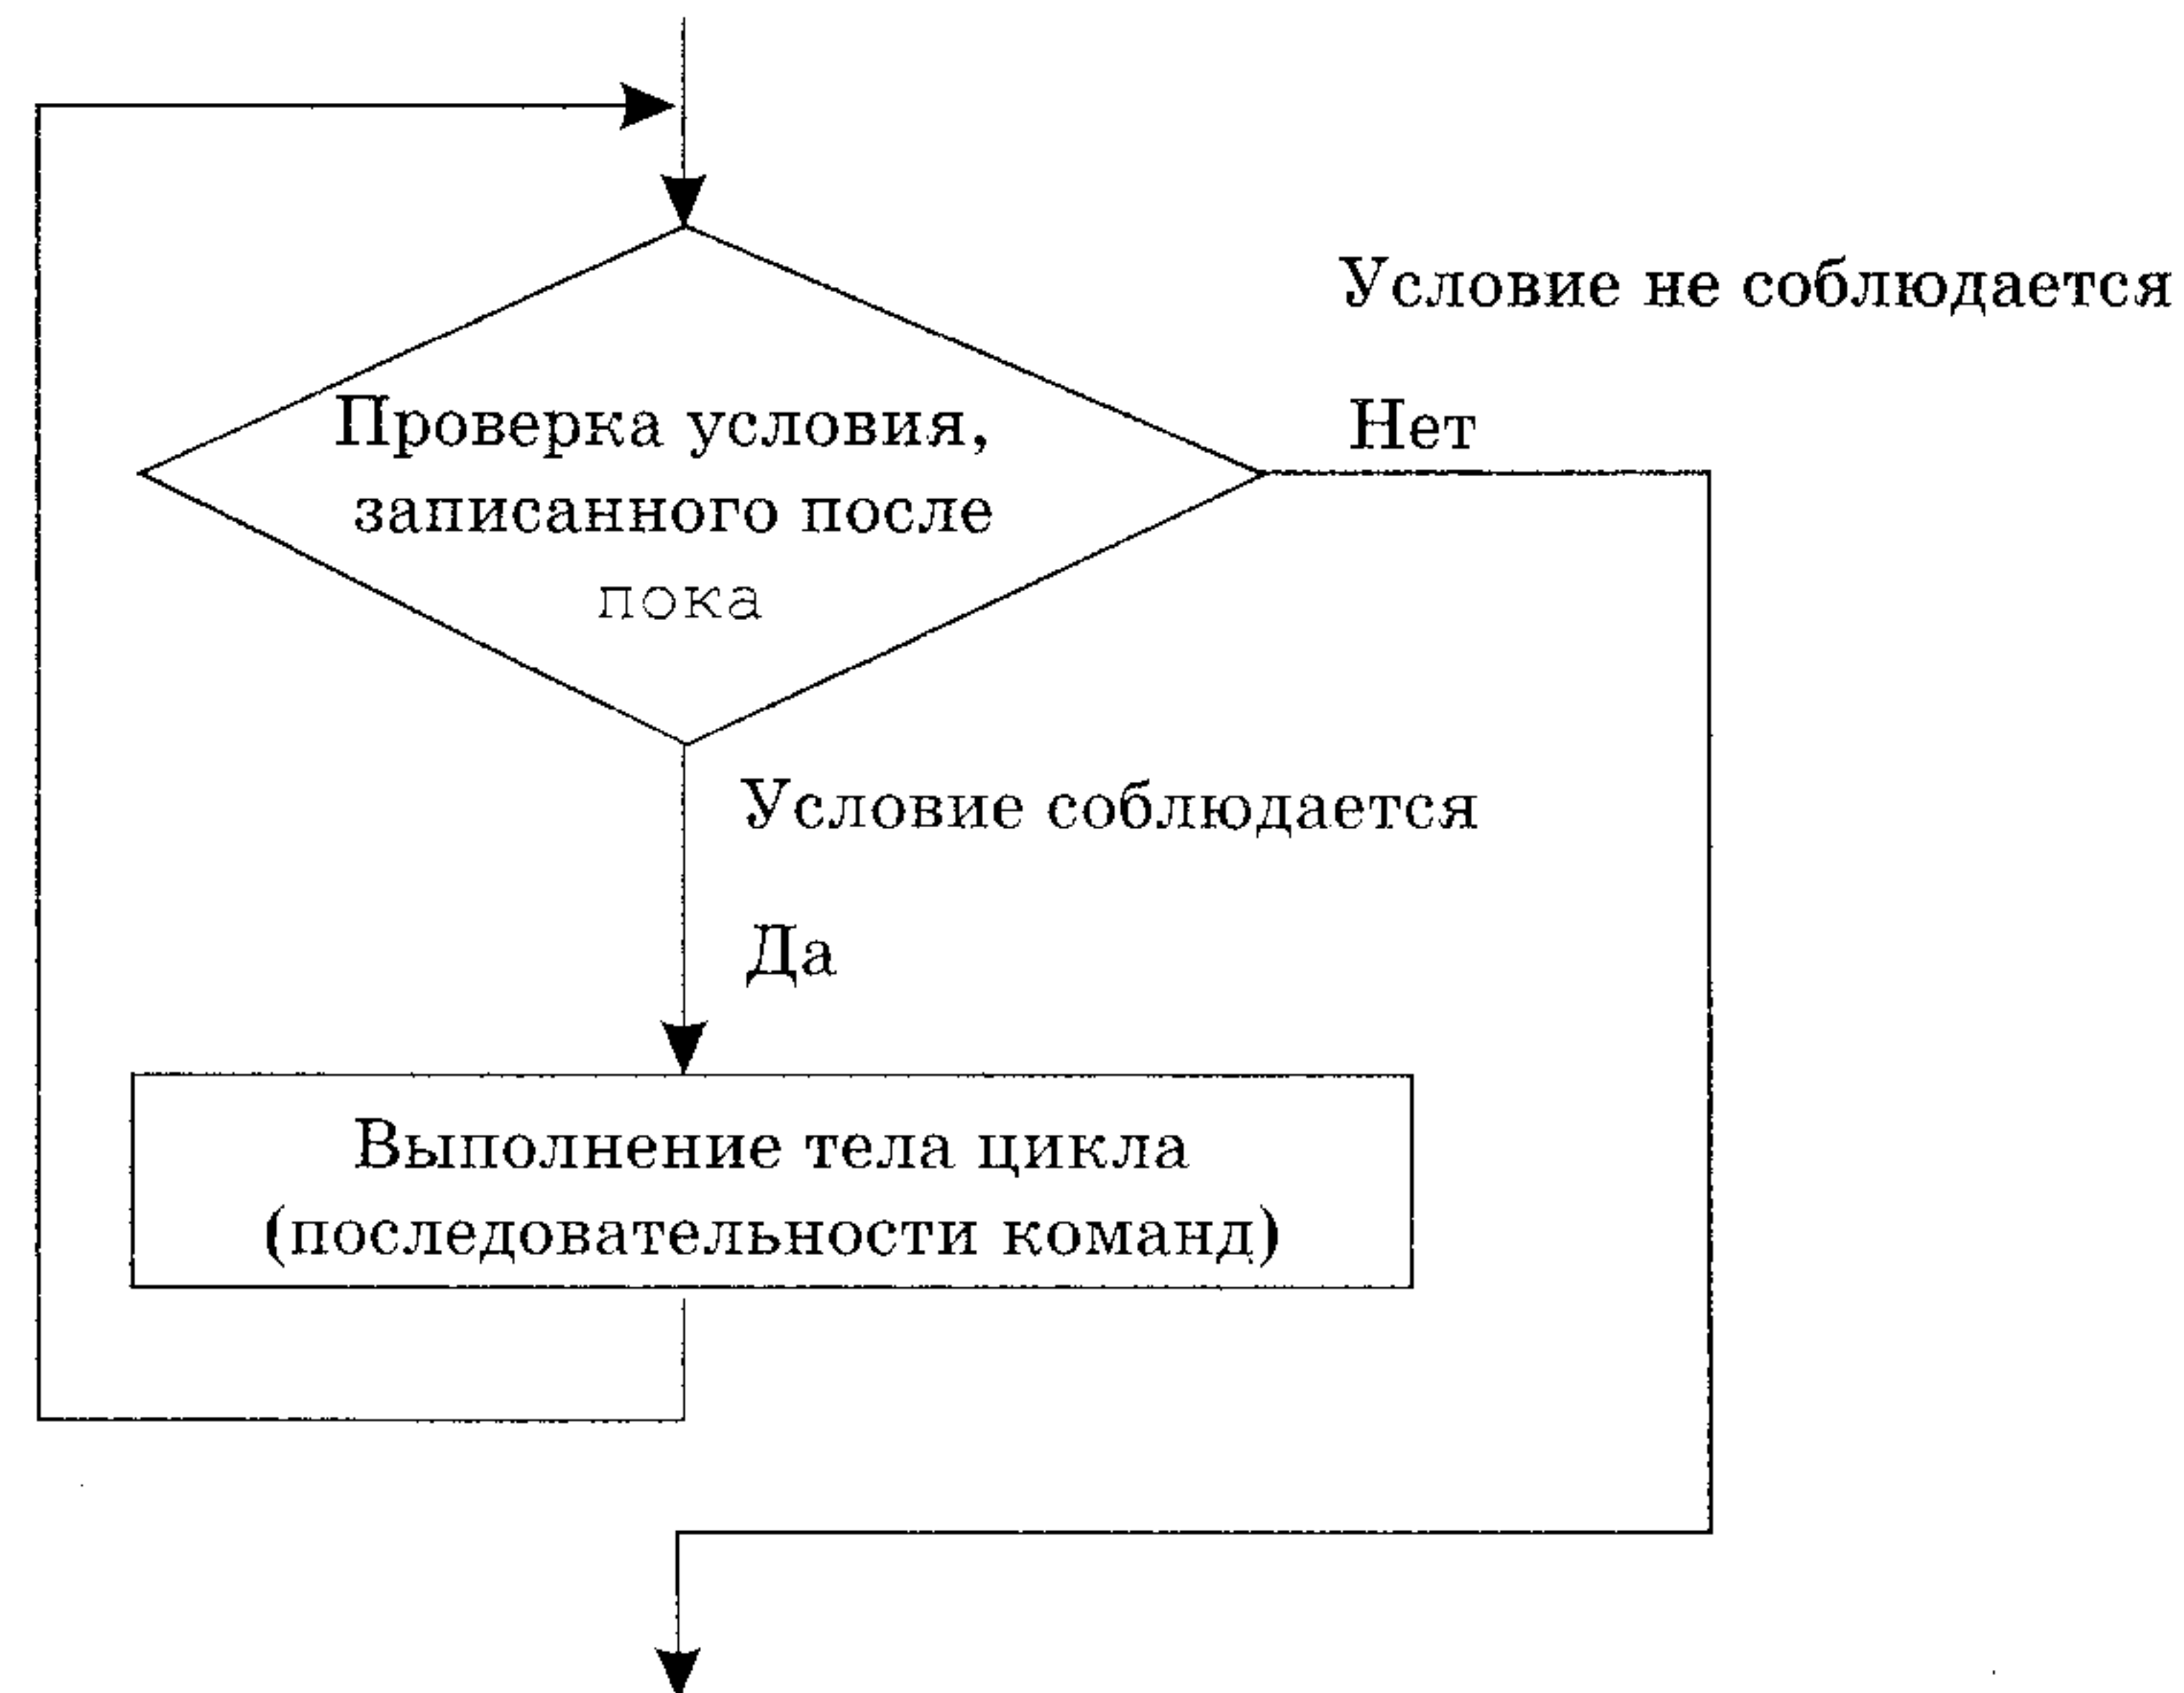 Условие не соблюдается
Нет
Проверка условия,
записанного после
пока
Условие соблюдается
Да
Выполнение тела цикла
(последовательности команд)